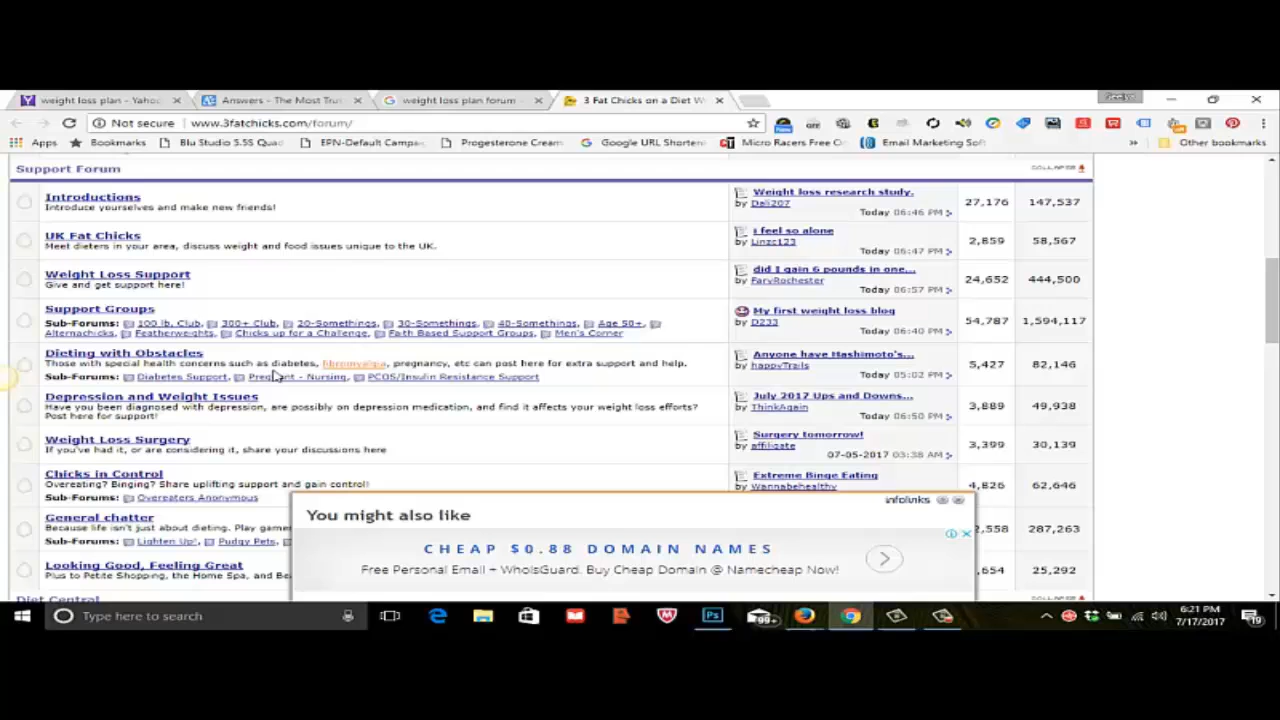 weight loss plan - Yahoo
Answers - The Most Tru
weight loss plan forum -
3 Fat Chicks on a Diet W
Not secure | www.3fatchicks.com/forum/
Apps
Bookmarks
Blu Studio 5.5S Quad
EPN-Default Campa
Progesterone Cream
Google URL Shorten
Micro Racers Free O
Email Marketing Soft
»
Other bookmarks
Support Forum
COLLAPSE
Introductions
Introduce yourselves and make new friends!
Weight loss research study.
by Dali207
Today 06:46 PM
27,176
147,537
UK Fat Chicks
Meet dieters in your area, discuss weight and food issues unique to the UK.
i feel so alone
by Linzc123
Today 06:47 PM
2,859
58,567
Weight Loss Support
Give and get support here!
did I gain 6 pounds in one...
by FaryRochester
Today 06:57 PM
24,652
444,500
Support Groups
Sub-Forums: 100 lb. Club, 300+ Club, 20-Somethings, 30-Somethings, 40-Somethings, Age 50+,
Alternachicks, Featherweights, Chicks up for a Challenge, Faith Based Support Groups, Men's Corner
My first weight loss blog
by D233
Today 06:40 PM
54,787
1,594,117
Dieting with Obstacles
Those with special health concerns such as diabetes, fibromyalgia, pregnancy, etc can post here for extra support and help.
Sub-Forums: Diabetes Support, Pregnant - Nursing, PCOS/Insulin Resistance Support
Anyone have Hashimoto's...
by happyTrails
Today 05:02 PM
5,427
82,146
Depression and Weight Issues
Have you been diagnosed with depression, are possibly on depression medication, and find it affects your weight loss efforts?
Post here for support!
July 2017 Ups and Downs...
by ThinkAgain
Today 06:50 PM
3,889
49,938
Weight Loss Surgery
If you've had it, or are considering it, share your discussions here
Surgery tomorrow!
by affiligate
07-05-2017 03:38 AM
3,399
30,139
Chicks in Control
Overeating? Binging? Share uplifting support and gain control!
Sub-Forums: Overeaters Anonymous
Extreme Binge Eating
by Wannabehealthy
4,826
62,646
General chatter
Because life isn't just about dieting. Play games
Sub-Forums: Lighten Up!, Pudgy Pets,
2,558
287,263
Looking Good, Feeling Great
Plus to Petite Shopping, the Home Spa, and Be
,654
25,292
Diet Central
infolinks
You might also like
CHEAP $0.88 DOMAIN NAMES
Free Personal Email + WhoIsGuard. Buy Cheap Domain @ Namecheap Now!
Type here to search
99+
6:21 PM
7/17/2017
19